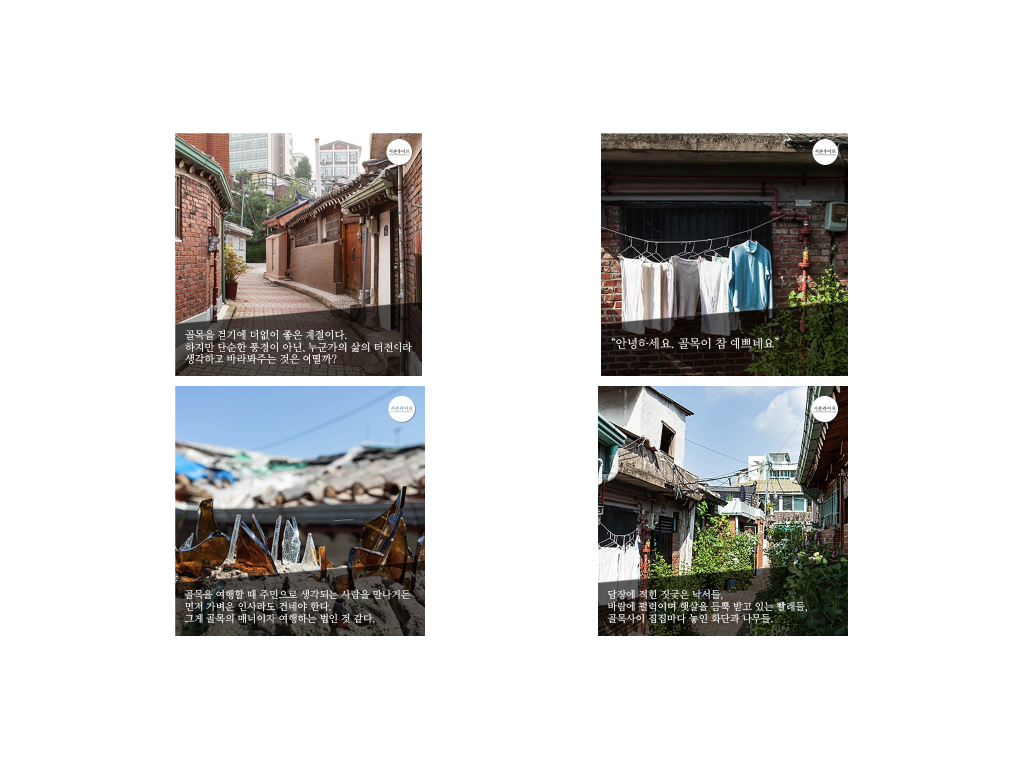 골목을 걷기에 더없이 좋은 계절이다.
하지만 단순한 풍경이 아닌, 누군가의 삶의 터전이라
생각하고 바라봐주는 것은 어떨까?
“안녕하세요. 골목이 참 예쁘네요”
골목을 여행할 때 주민으로 생각되는 사람을 만나거든
먼저 가벼운 인사라도 건네야 한다.
그게 골목의 매너이자 여행하는 법인 것 같다.
담장에 적힌 짓궂은 낙서들,
바람에 펄럭이며 햇살을 듬뿍 받고 있는 빨래들,
골목사이 집집마다 놓인 화단과 나무들.